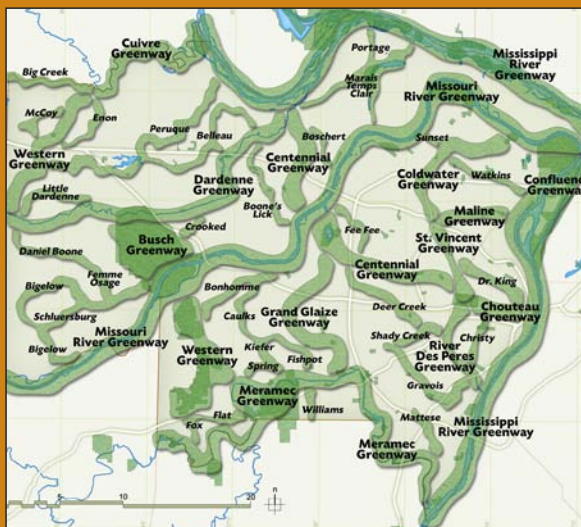 Cuivre
Greenway
Portage
Mississippi
River
Greenway
Big Creek
Marais
Temps
Clair
Missouri
River Greenway
McCoy
Enon
Peruque
Belleau
Boschert
Sunset
Western
Greenway
Centennial
Greenway
Coldwater
Greenway
Watkins
Confluence
Greenway
Dardenne
Greenway
Little
Dardenne
Boone's
Lick
Maline
Greenway
Crooked
Fee Fee
St. Vincent
Greenway
Busch
Greenway
Daniel Boone
Centennial
Greenway
Femme
Osage
Dr. King
Bigelow
Bonhomme
Schluersburg
Caulks
Grand Glaize
Greenway
Deer Creek
Chouteau
Greenway
Missouri
River Greenway
Shady Creek
Christy
Bigelow
Western
Greenway
Kiefer
Fishpot
River
Des Peres
Greenway
Spring
Gravois
Meramec
Greenway
Williams
Flat
Fox
Mattese
Mississippi
River Greenway
Meramec
Greenway
5
10
20